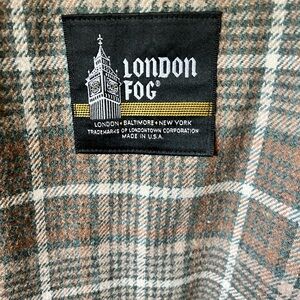 LONDON
FOG®
LONDON • BALTIMORE • NEW YORK
TRADEMARKS OF LONDONTOWN CORPORATION
MADE IN U.S.A.